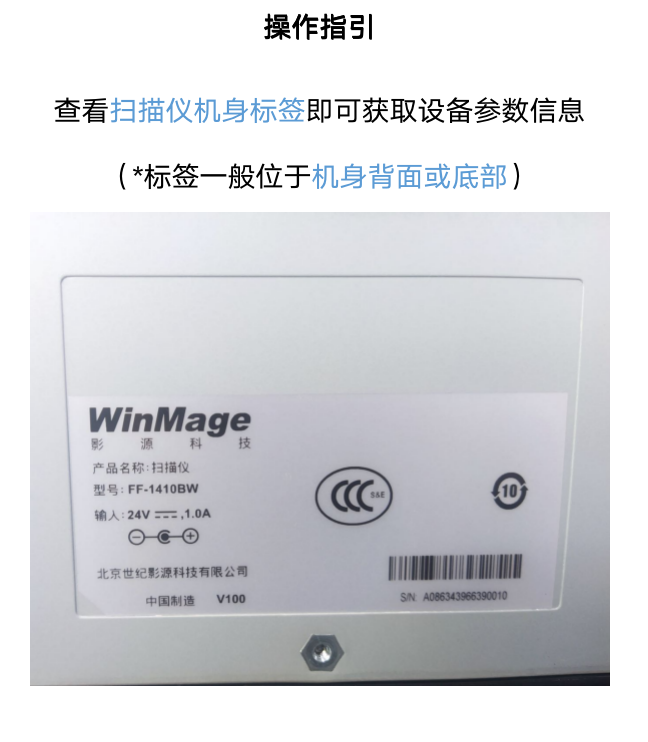 操作指引
查看扫描仪机身标签即可获取设备参数信息
（*标签一般位于机身背面或底部）
WinMage
影源科技
产品名称:扫描仪
型号: FF-1410BW
输入:24V ⎓,1.0A
CCC S&E
10
北京世纪影源科技有限公司
中国制造 V100
S/N: A086343966390010